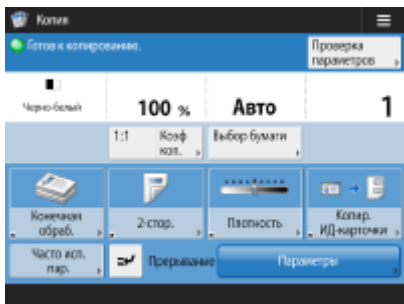 Копия
Готов к копированию.
Проверка
параметров
Черно-белый
100 %
Авто
1
1:1
Коэф
коп.
Выбор бумаги
Конечная
обраб.
2-стор.
Плотность
Копир.
ИД-карточки
Часто исп.
пар.
Прерывание
Параметры